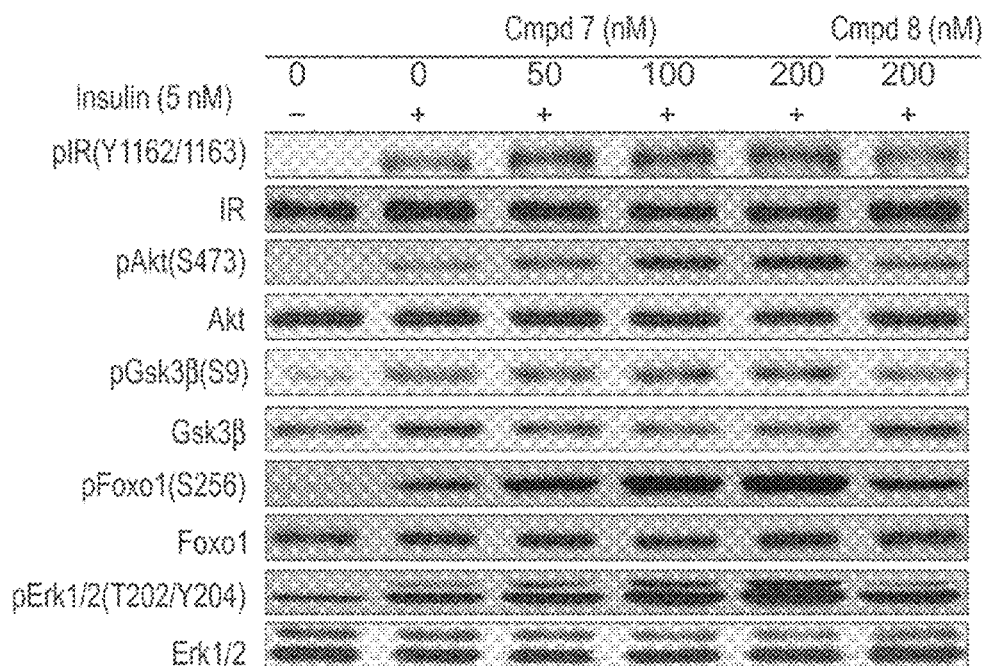 Cmpd 7 (nM) Cmpd 8 (nM)
0 0 50 100 200 200
Insulin (5 nM) − + + + + +
pIR(Y1162/1163)
IR
pAkt(S473)
Akt
pGsk3β(S9)
Gsk3β
pFoxo1(S256)
Foxo1
pErk1/2(T202/Y204)
Erk1/2